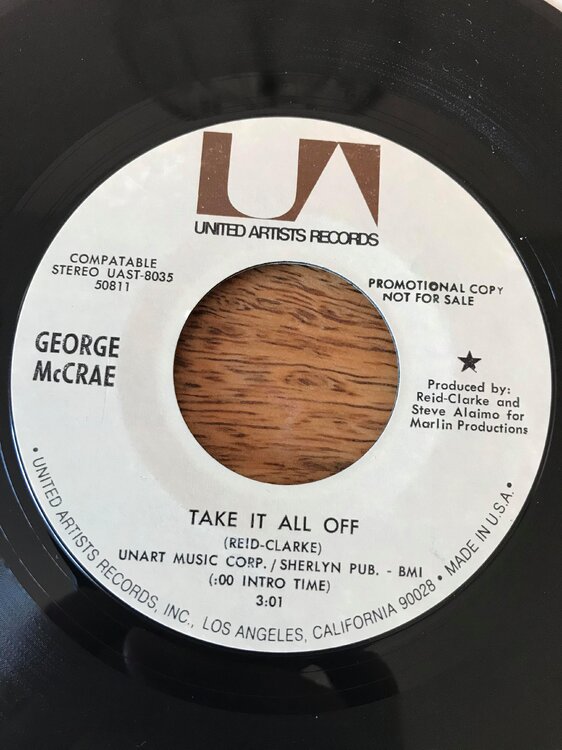 UA
UNITED ARTISTS RECORDS
COMPATABLE
STEREO UAST-8035
50811
PROMOTIONAL COPY
NOT FOR SALE
GEORGE
McCRAE
Produced by:
Reid-Clarke and
Steve Alaimo for
Marlin Productions
TAKE IT ALL OFF
(REID-CLARKE)
UNART MUSIC CORP./SHERLYN PUB. - BMI
(:00 INTRO TIME)
3:01
• UNITED ARTISTS RECORDS, INC., LOS ANGELES, CALIFORNIA 90028 • MADE IN U.S.A. •